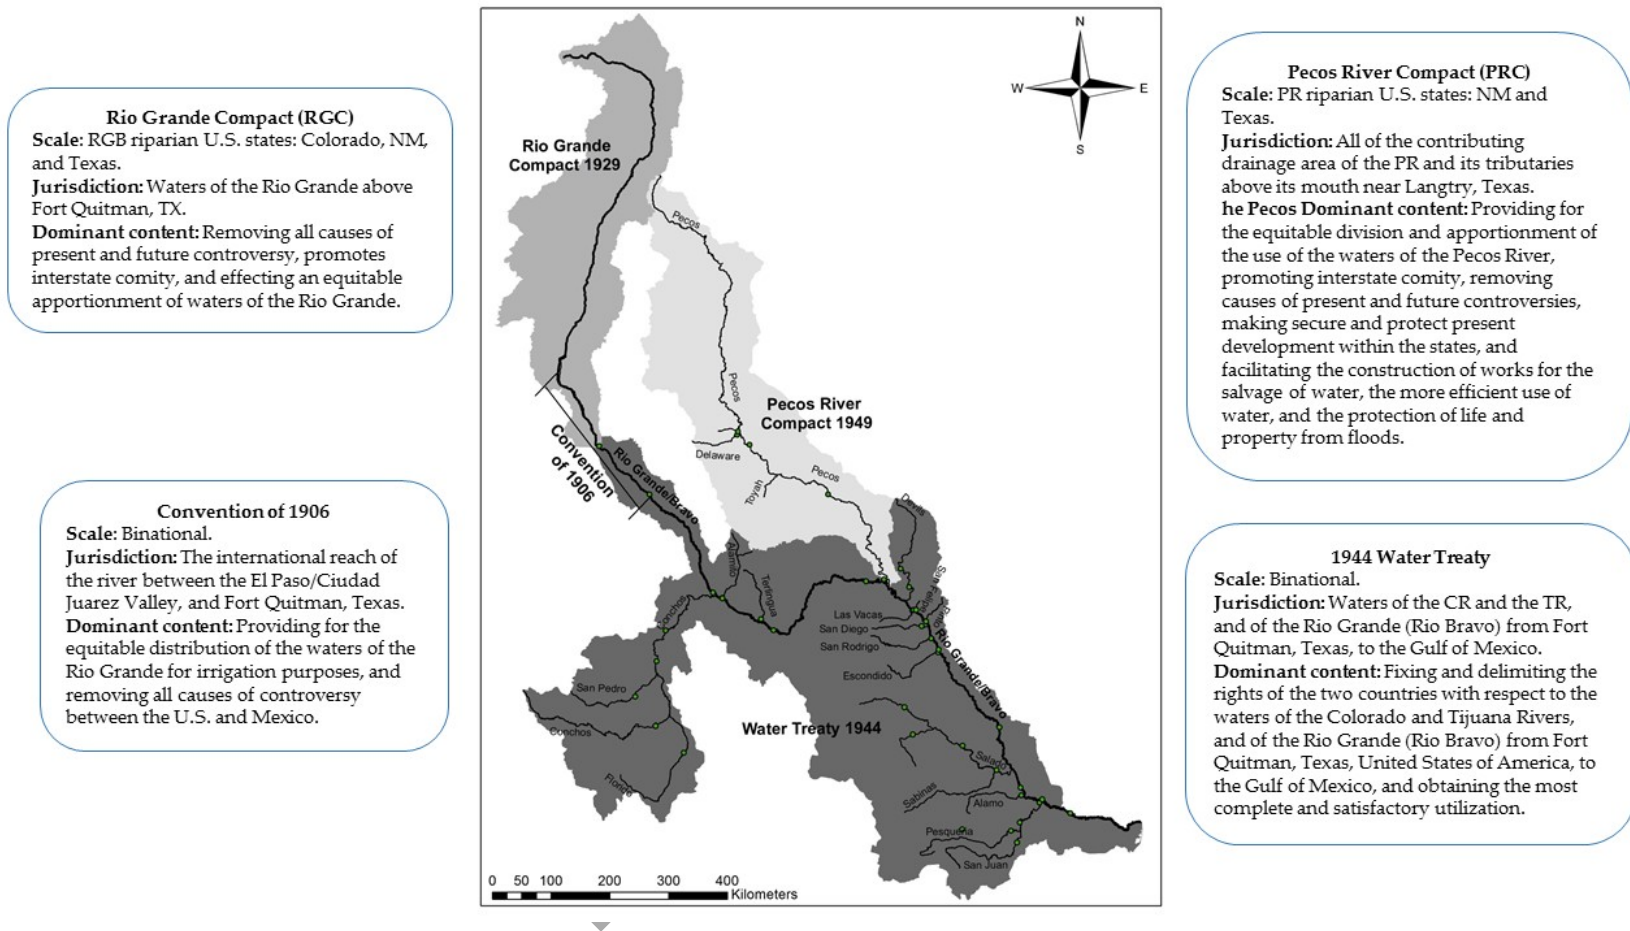 Rio Grande Compact (RGC)
Scale: RGB riparian U.S. states: Colorado, NM,
and Texas.
Jurisdiction: Waters of the Rio Grande above
Fort Quitman, TX.
Dominant content: Removing all causes of
present and future controversy, promotes
interstate comity, and effecting an equitable
apportionment of waters of the Rio Grande.
Convention of 1906
Scale: Binational.
Jurisdiction: The international reach of
the river between the El Paso/Ciudad
Juarez Valley, and Fort Quitman, Texas.
Dominant content: Providing for the
equitable distribution of the waters of the
Rio Grande for irrigation purposes, and
removing all causes of controversy
between the U.S. and Mexico.
N
W
E
S
Rio Grande
Compact 1929
Pecos
Pecos
Pecos River
Compact 1949
Delaware
Toyah
Pecos
Convention
of 1906
Rio Grande/Bravo
Devils
Alamito
Terlingua
Conchos
San Felipe
Pinto
Las Vacas
San Diego
San Rodrigo
Escondido
Rio Grande/Bravo
San Pedro
Conchos
Florido
Water Treaty 1944
Salado
Sabinas
Alamo
Pesqueria
San Juan
0 50 100 200 300 400
Kilometers
Pecos River Compact (PRC)
Scale: PR riparian U.S. states: NM and
Texas.
Jurisdiction: All of the contributing
drainage area of the PR and its tributaries
above its mouth near Langtry, Texas.
he Pecos Dominant content: Providing for
the equitable division and apportionment of
the use of the waters of the Pecos River,
promoting interstate comity, removing
causes of present and future controversies,
making secure and protect present
development within the states, and
facilitating the construction of works for the
salvage of water, the more efficient use of
water, and the protection of life and
property from floods.
1944 Water Treaty
Scale: Binational.
Jurisdiction: Waters of the CR and the TR,
and of the Rio Grande (Rio Bravo) from Fort
Quitman, Texas, to the Gulf of Mexico.
Dominant content: Fixing and delimiting the
rights of the two countries with respect to the
waters of the Colorado and Tijuana Rivers,
and of the Rio Grande (Rio Bravo) from Fort
Quitman, Texas, United States of America, to
the Gulf of Mexico, and obtaining the most
complete and satisfactory utilization.